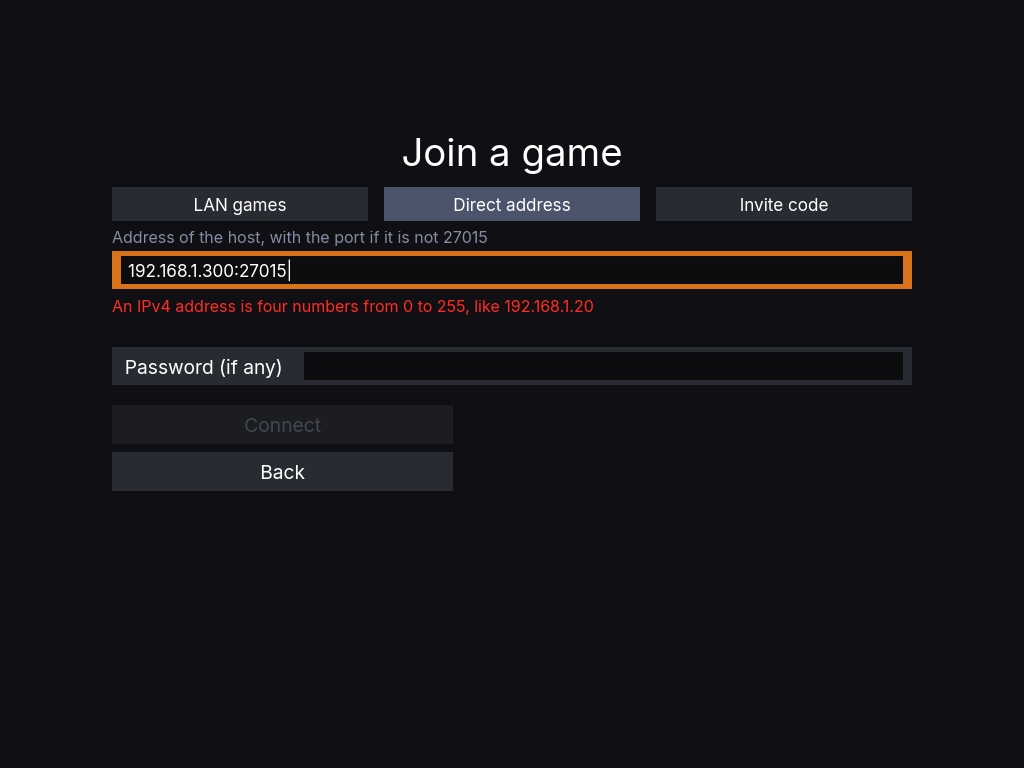 Join a game
LAN games
Direct address
Invite code
Address of the host, with the port if it is not 27015
192.168.1.300:27015
An IPv4 address is four numbers from 0 to 255, like 192.168.1.20
Password (if any)
Connect
Back